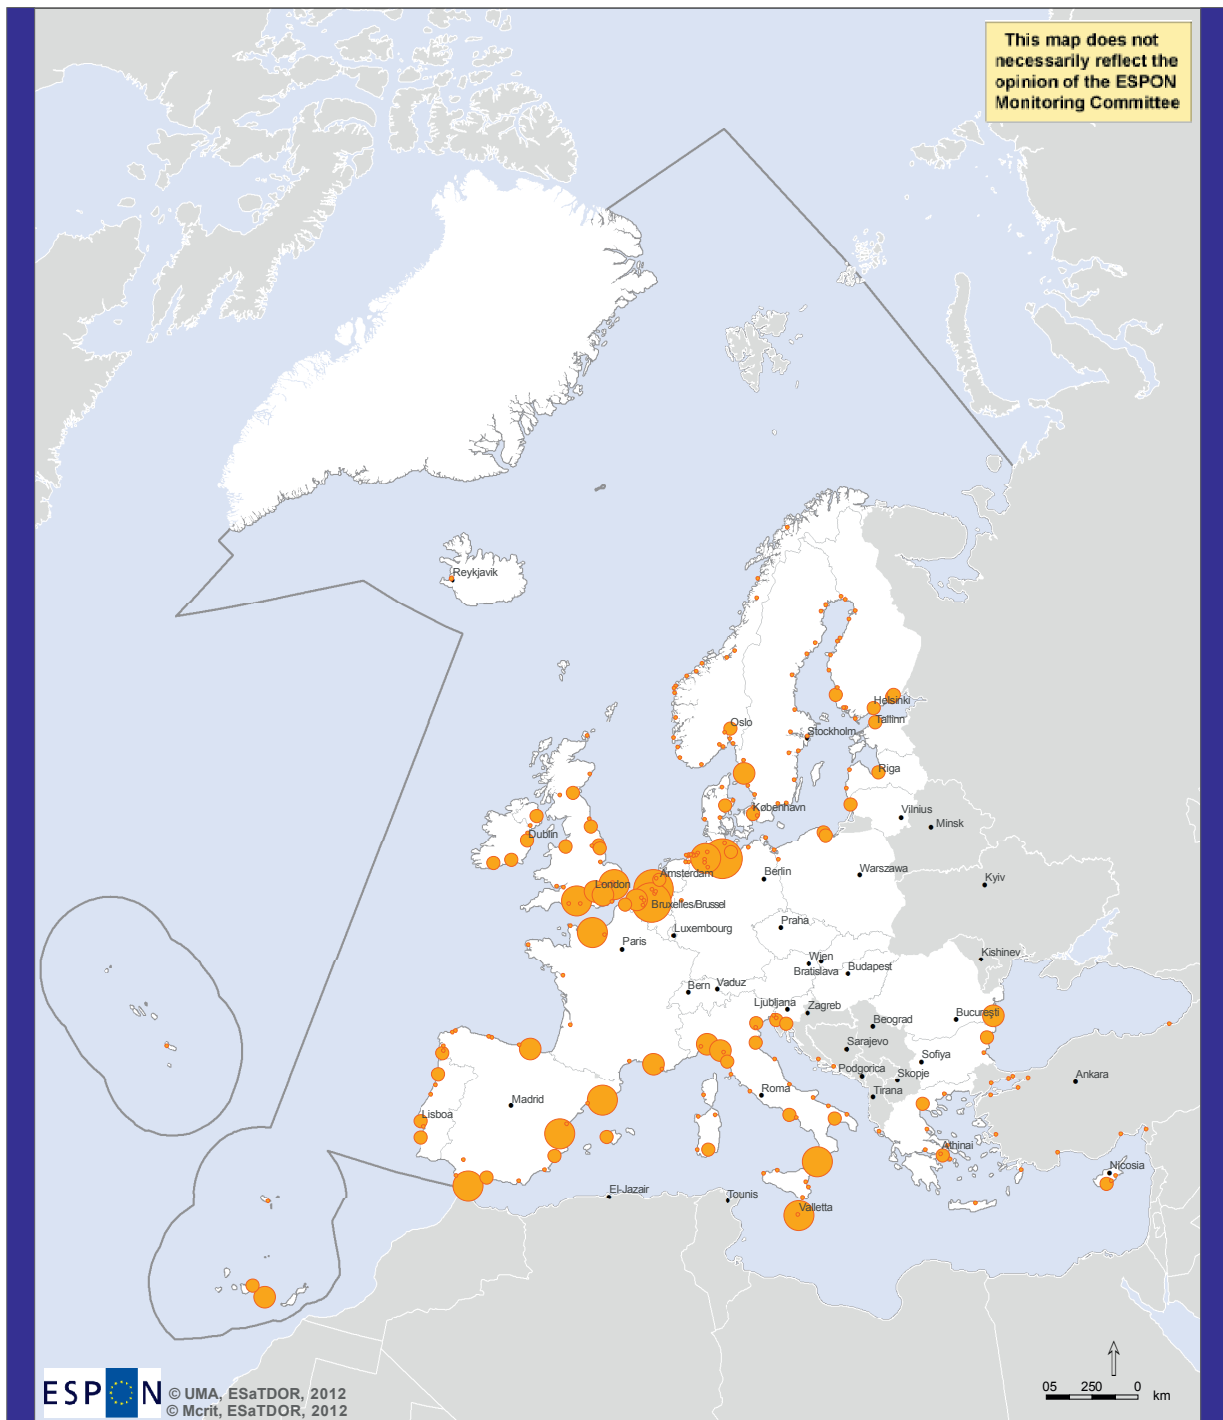 This map does not
necessarily reflect the
opinion of the ESPON
Monitoring Committee
Reykjavik
Helsinki
Oslo
Tallinn
Stockholm
Riga
København
Vilnius
Minsk
Dublin
Warszawa
Amsterdam
Berlin
Kyiv
London
Bruxelles/Brussel
Praha
Luxembourg
Paris
Kishinev
Wien
Bratislava
Budapest
Bern
Vaduz
Ljubljana
Zagreb
Beograd
Bucureşti
Sarajevo
Sofiya
Podgorica
Skopje
Ankara
Tirana
Roma
Madrid
Lisboa
Athinai
Nicosia
El-Jazair
Tounis
Valletta
ESPON
© UMA, ESaTDOR, 2012
© Mcrit, ESaTDOR, 2012
05 250 0
km